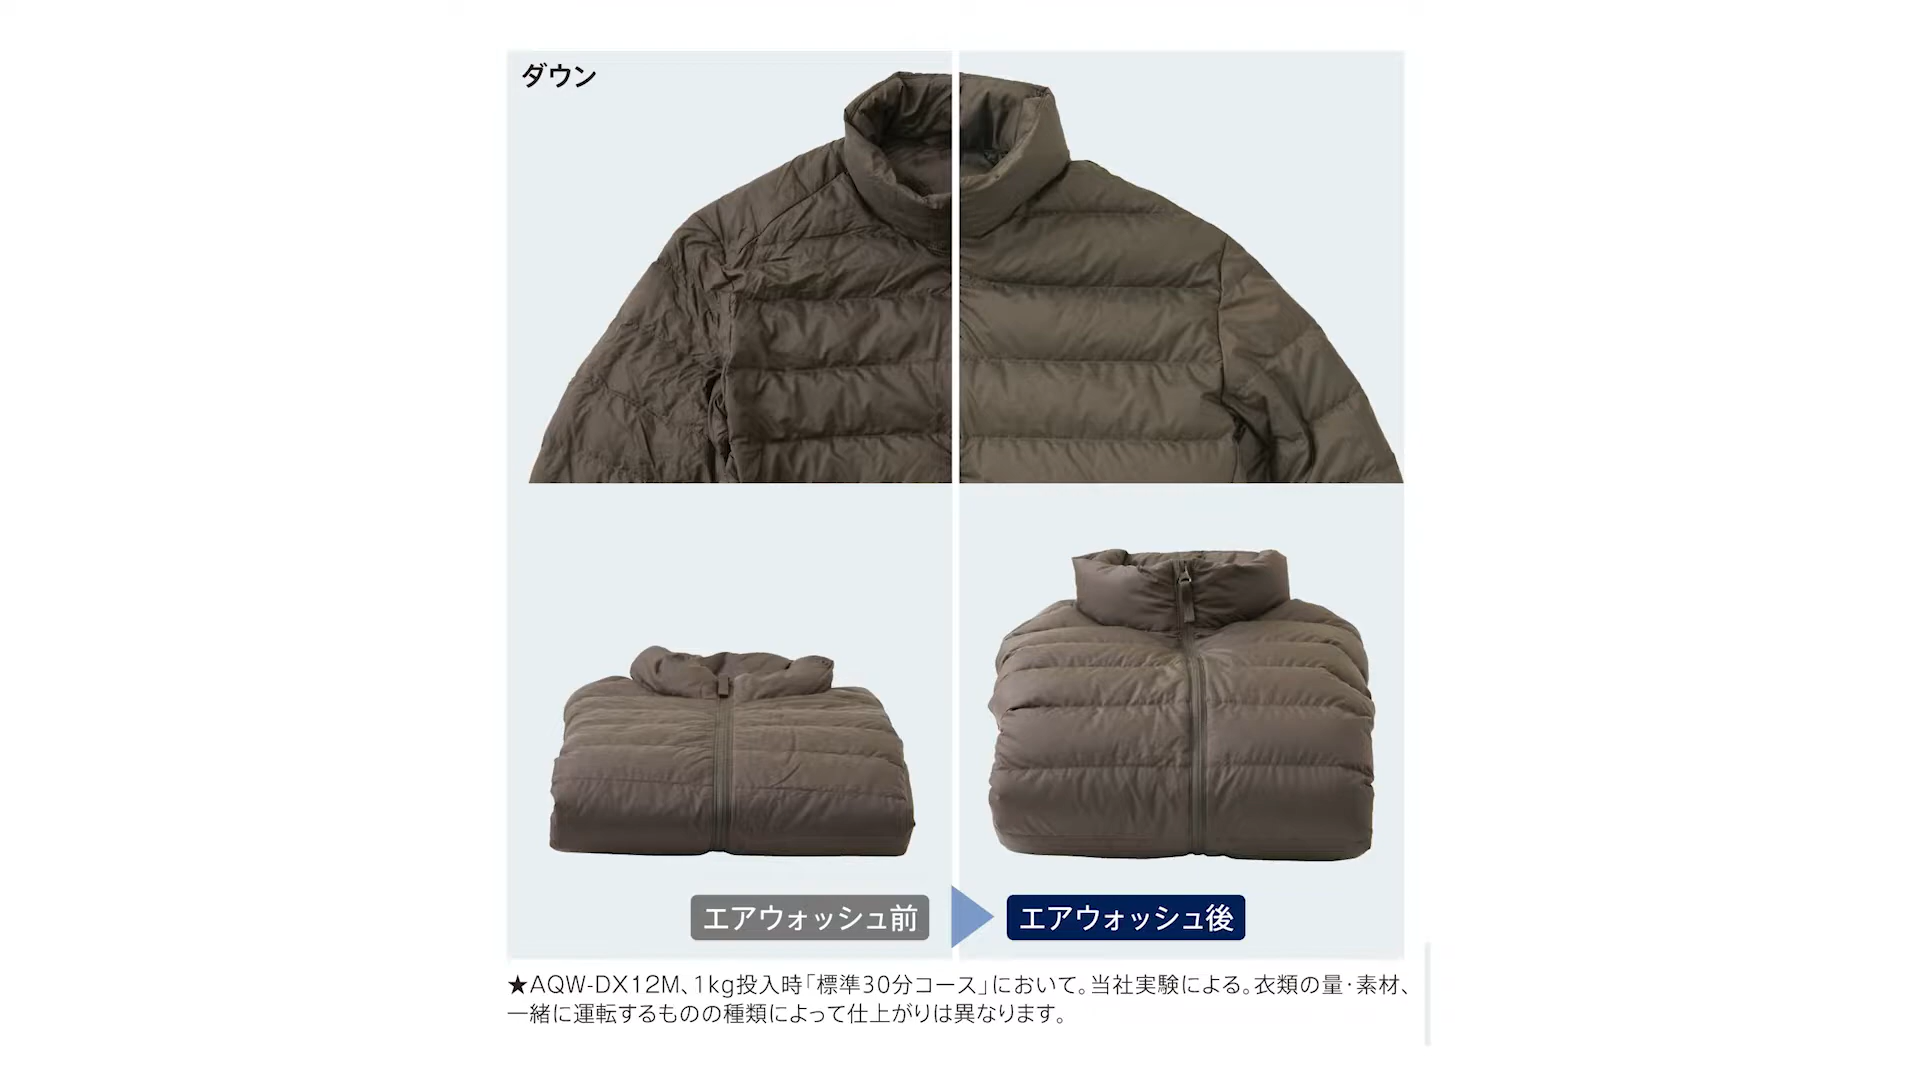 ダウン
エアウォッシュ前
エアウォッシュ後
★AQW-DX12M、1kg投入時「標準30分コース」において。当社実験による。衣類の量・素材、
一緒に運転するものの種類によって仕上がりは異なります。